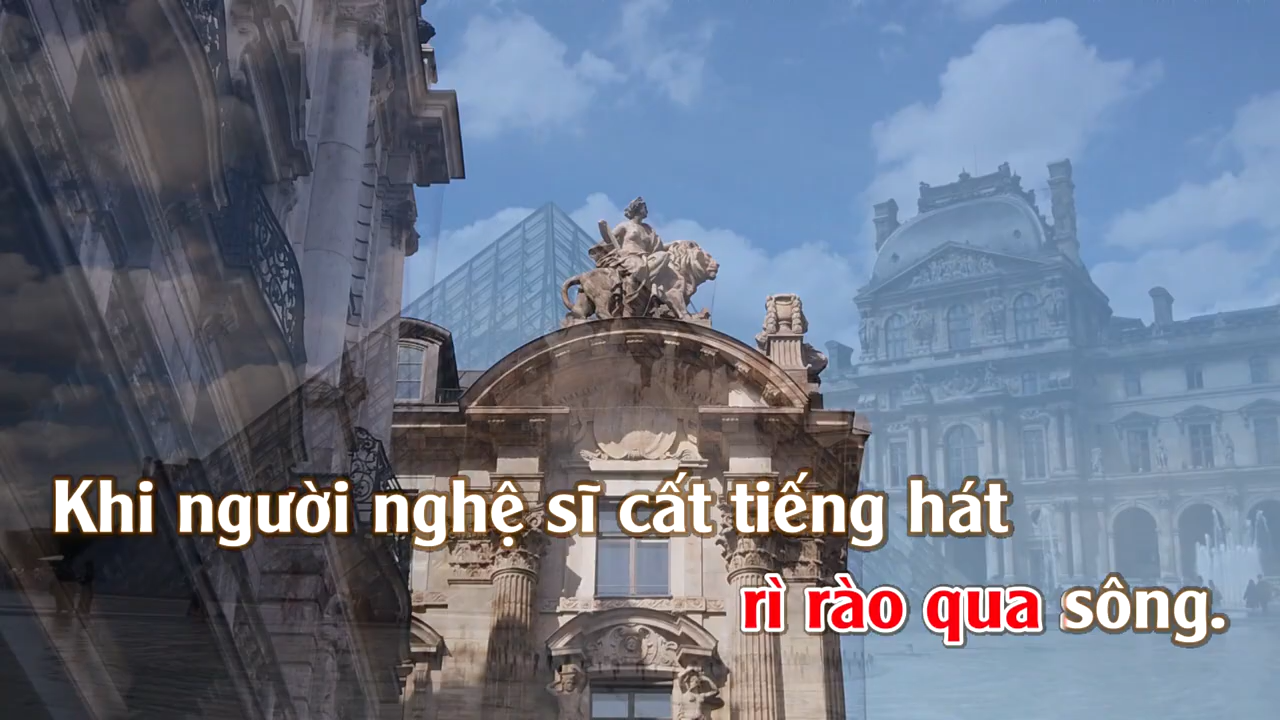 Khi người nghệ sĩ cất tiếng hát
rì rào qua sông.